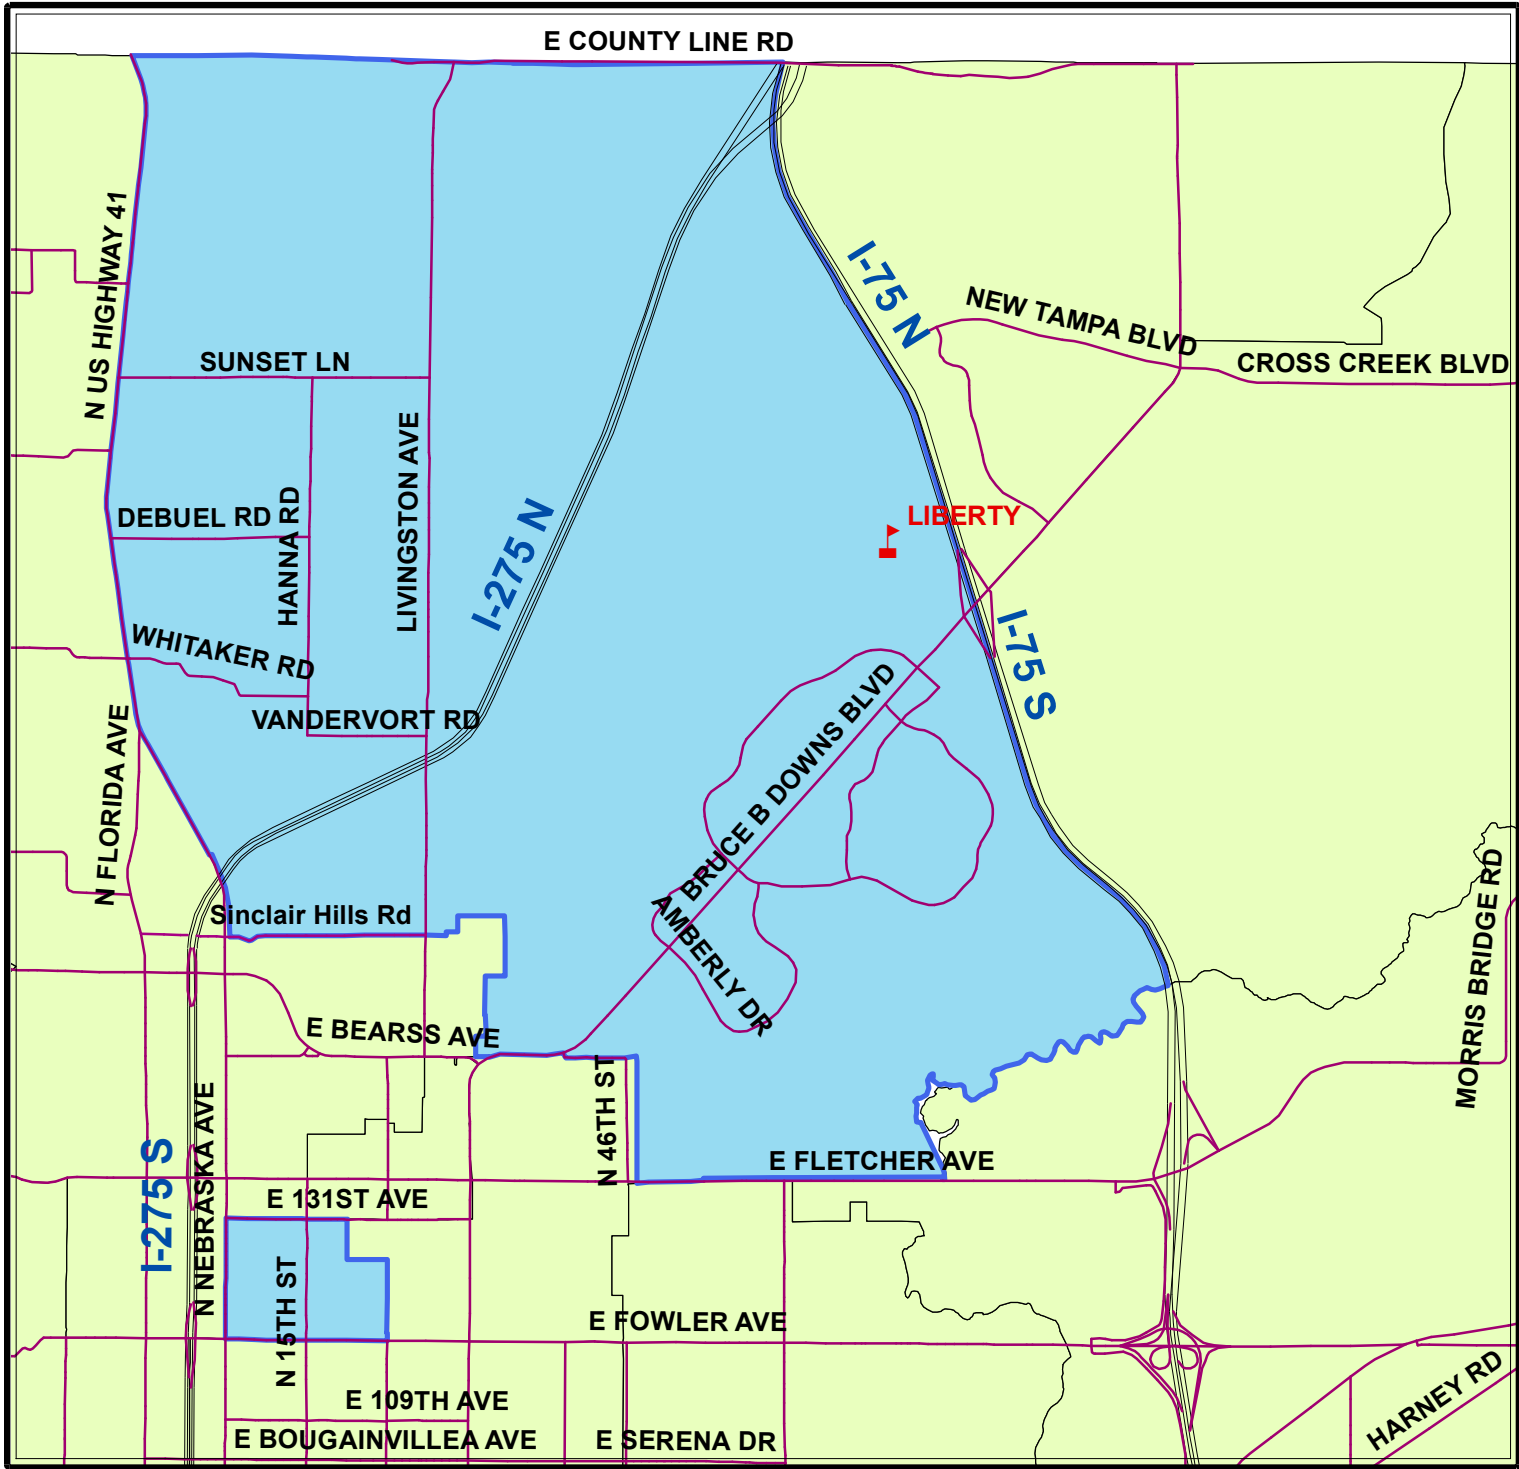 E COUNTY LINE RD
N US HIGHWAY 41
I-75 N
NEW TAMPA BLVD
CROSS CREEK BLVD
SUNSET LN
LIVINGSTON AVE
HANNA RD
DEBUEL RD
I-275 N
LIBERTY
WHITAKER RD
I-75 S
VANDERVORT RD
N FLORIDA AVE
BRUCE B DOWNS BLVD
AMBERLY DR
Sinclair Hills Rd
MORRIS BRIDGE RD
E BEARSS AVE
N 46TH ST
N NEBRASKA AVE
I-275 S
E FLETCHER AVE
E 131ST AVE
N 15TH ST
E FOWLER AVE
E 109TH AVE
HARNEY RD
E BOUGAINVILLEA AVE
E SERENA DR